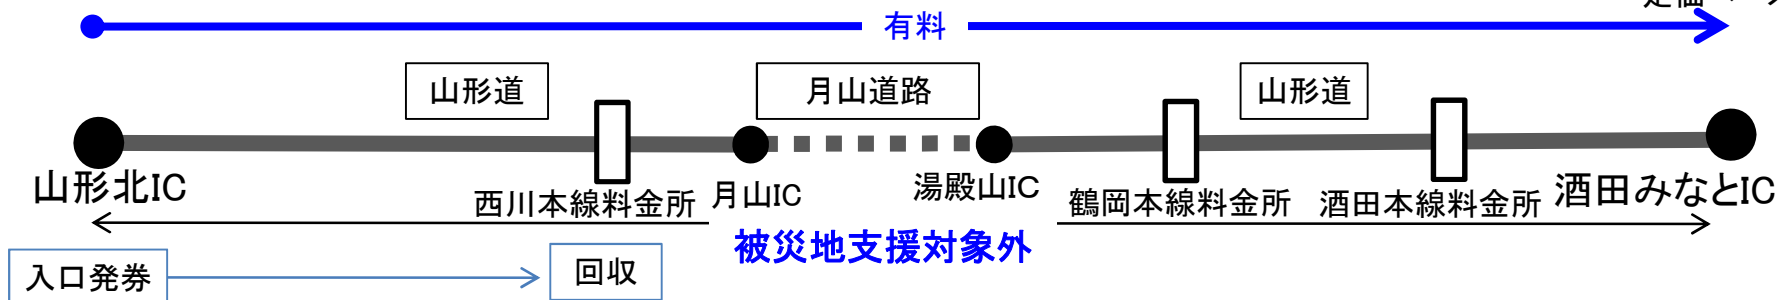 有料
山形道
月山道路
山形道
山形北IC
西川本線料金所
月山IC
湯殿山IC
鶴岡本線料金所
酒田本線料金所
酒田みなとIC
被災地支援対象外
入口発券
回収